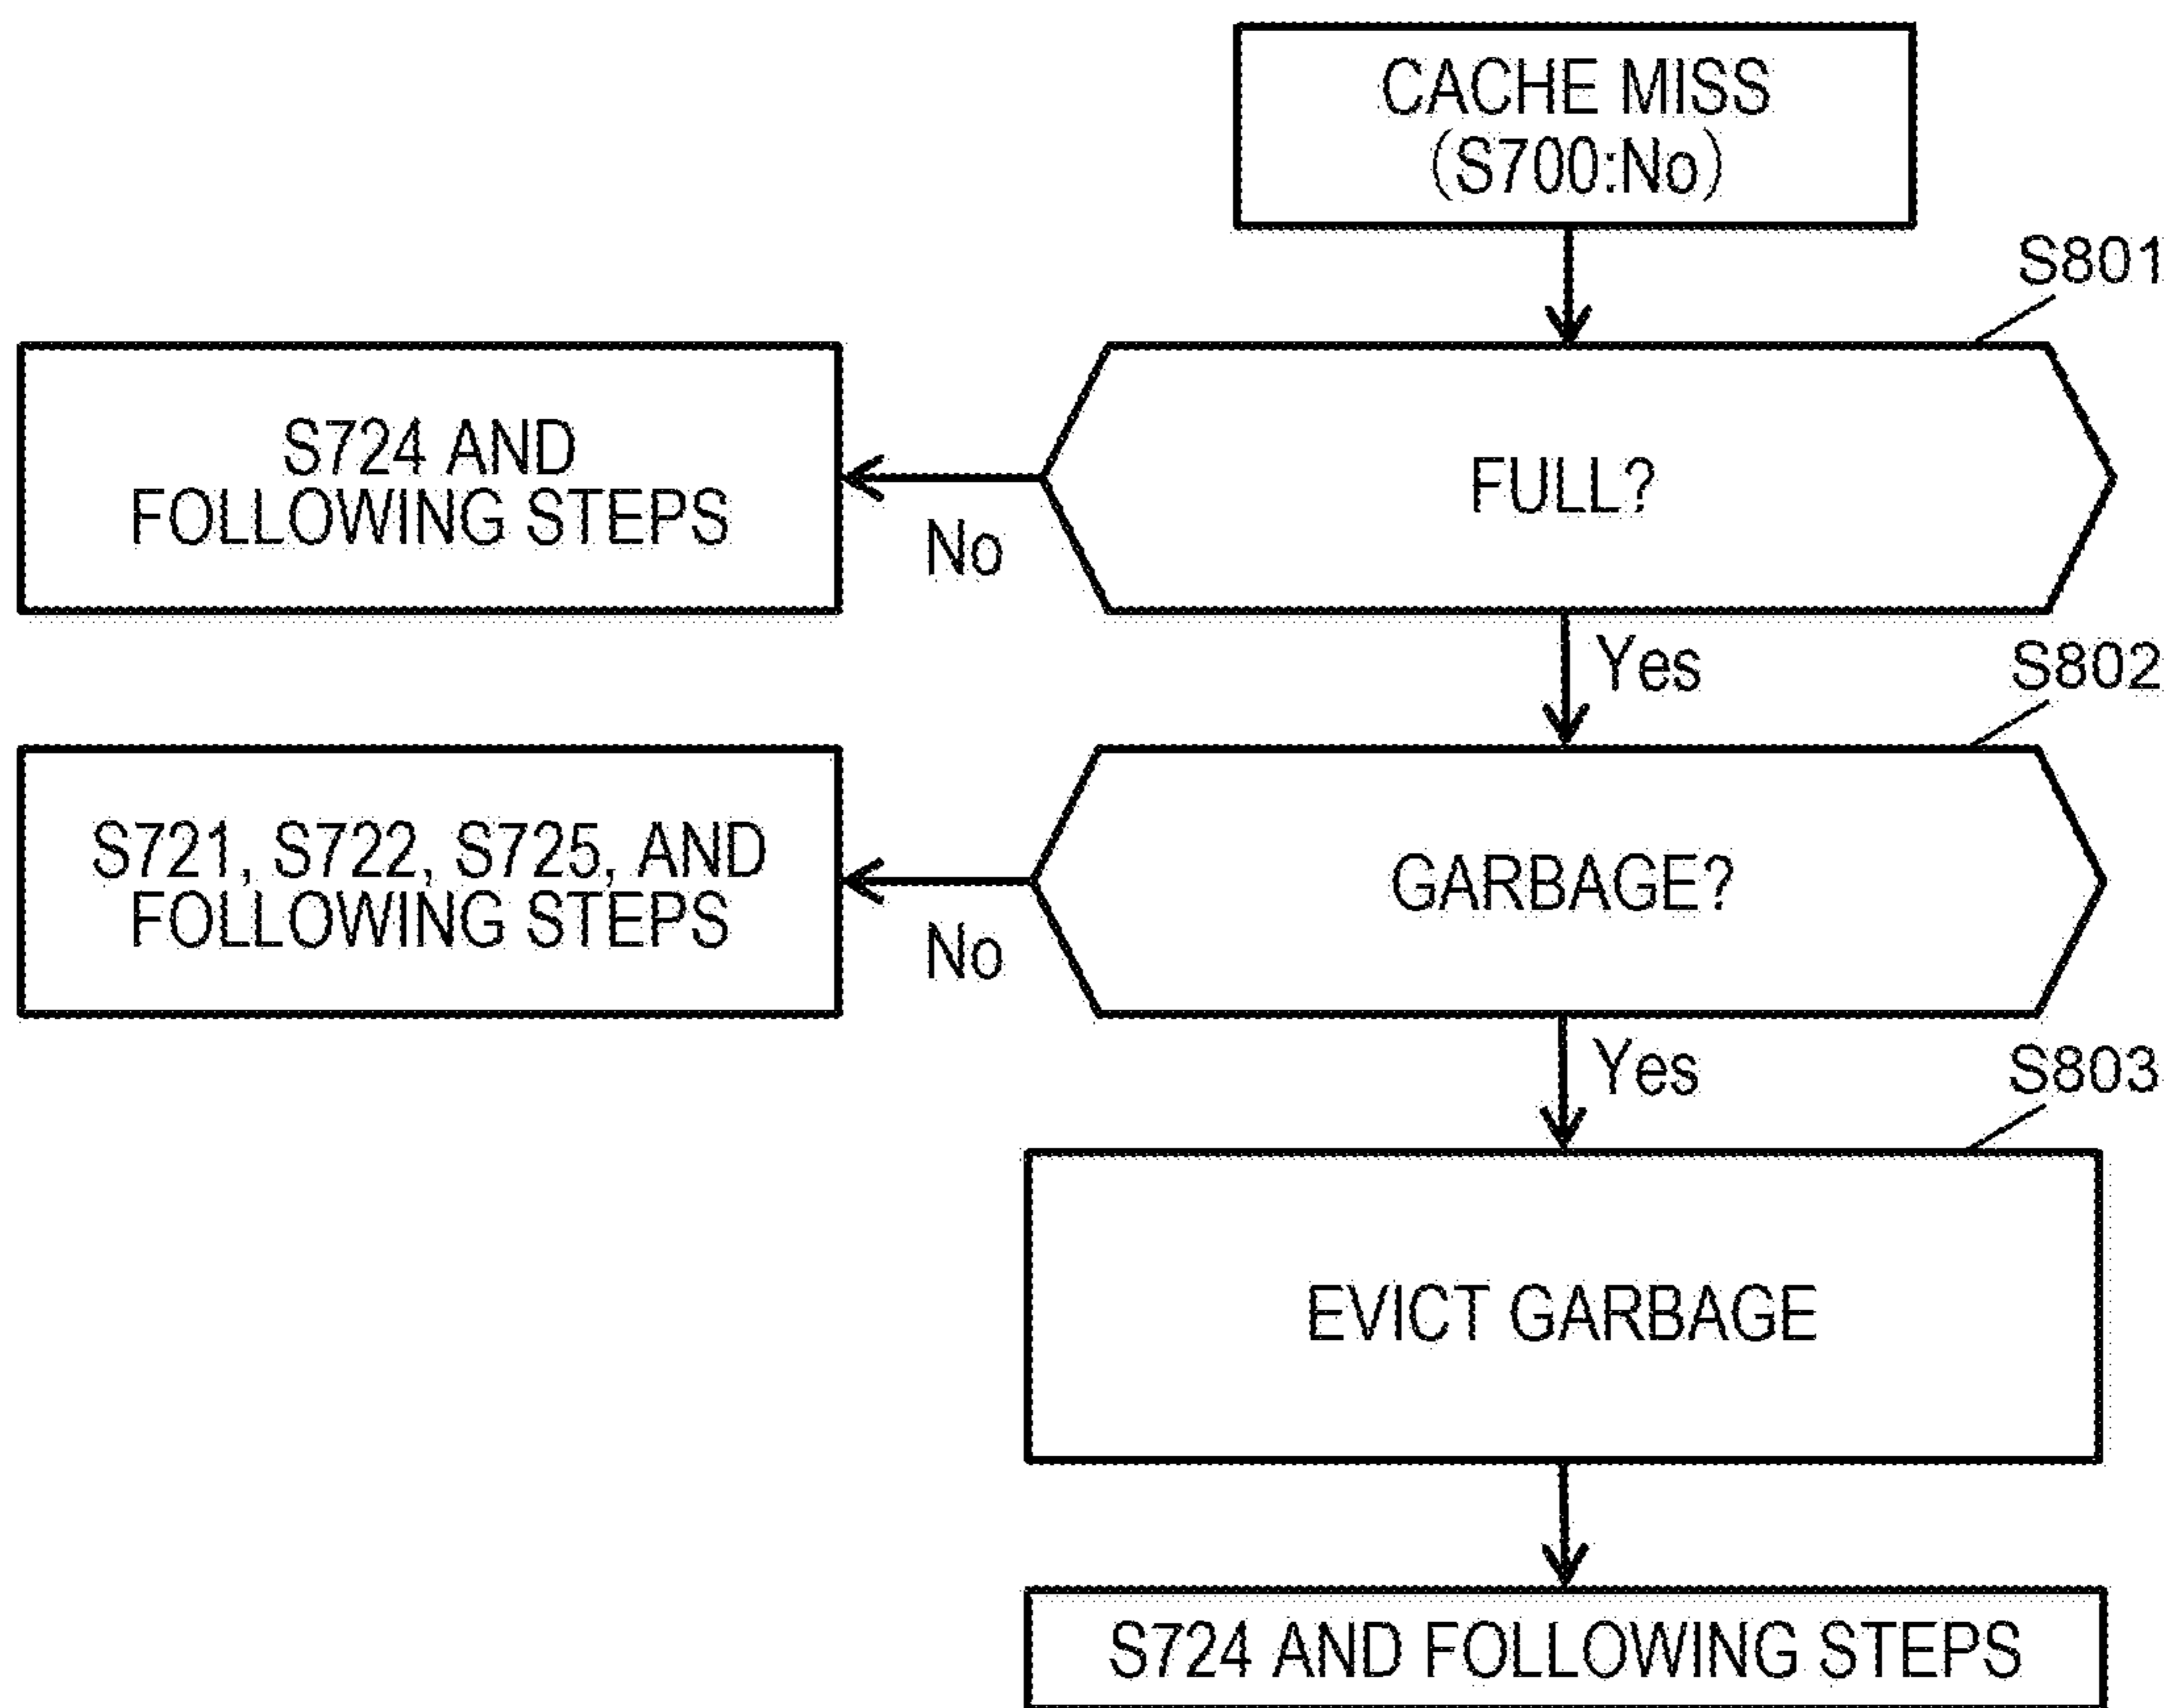 CACHE MISS
(S700:No)
S801
S724 AND
FOLLOWING STEPS
No
FULL?
Yes
S802
S721, S722, S725, AND
FOLLOWING STEPS
No
GARBAGE?
Yes
S803
EVICT GARBAGE
S724 AND FOLLOWING STEPS